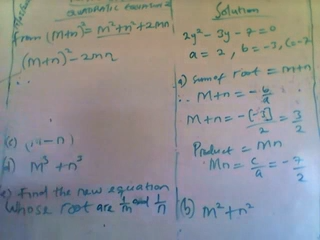 QUADRATIC EQUATION
from (m+n)² = m²+n²+2mn
(m+n)² - 2mn
(c) (m-n)
(d) m³+n³
(e) find the new equation
whose root are 1/m and 1/n
Solution
2y² - 3y - 7 = 0
a = 2, b = -3, c = -7
a) sum of root = m+n
∴ m+n = -b/a
m+n = -[-3]/2 = 3/2
Product = mn
mn = c/a = -7/2
(b) m²+n²